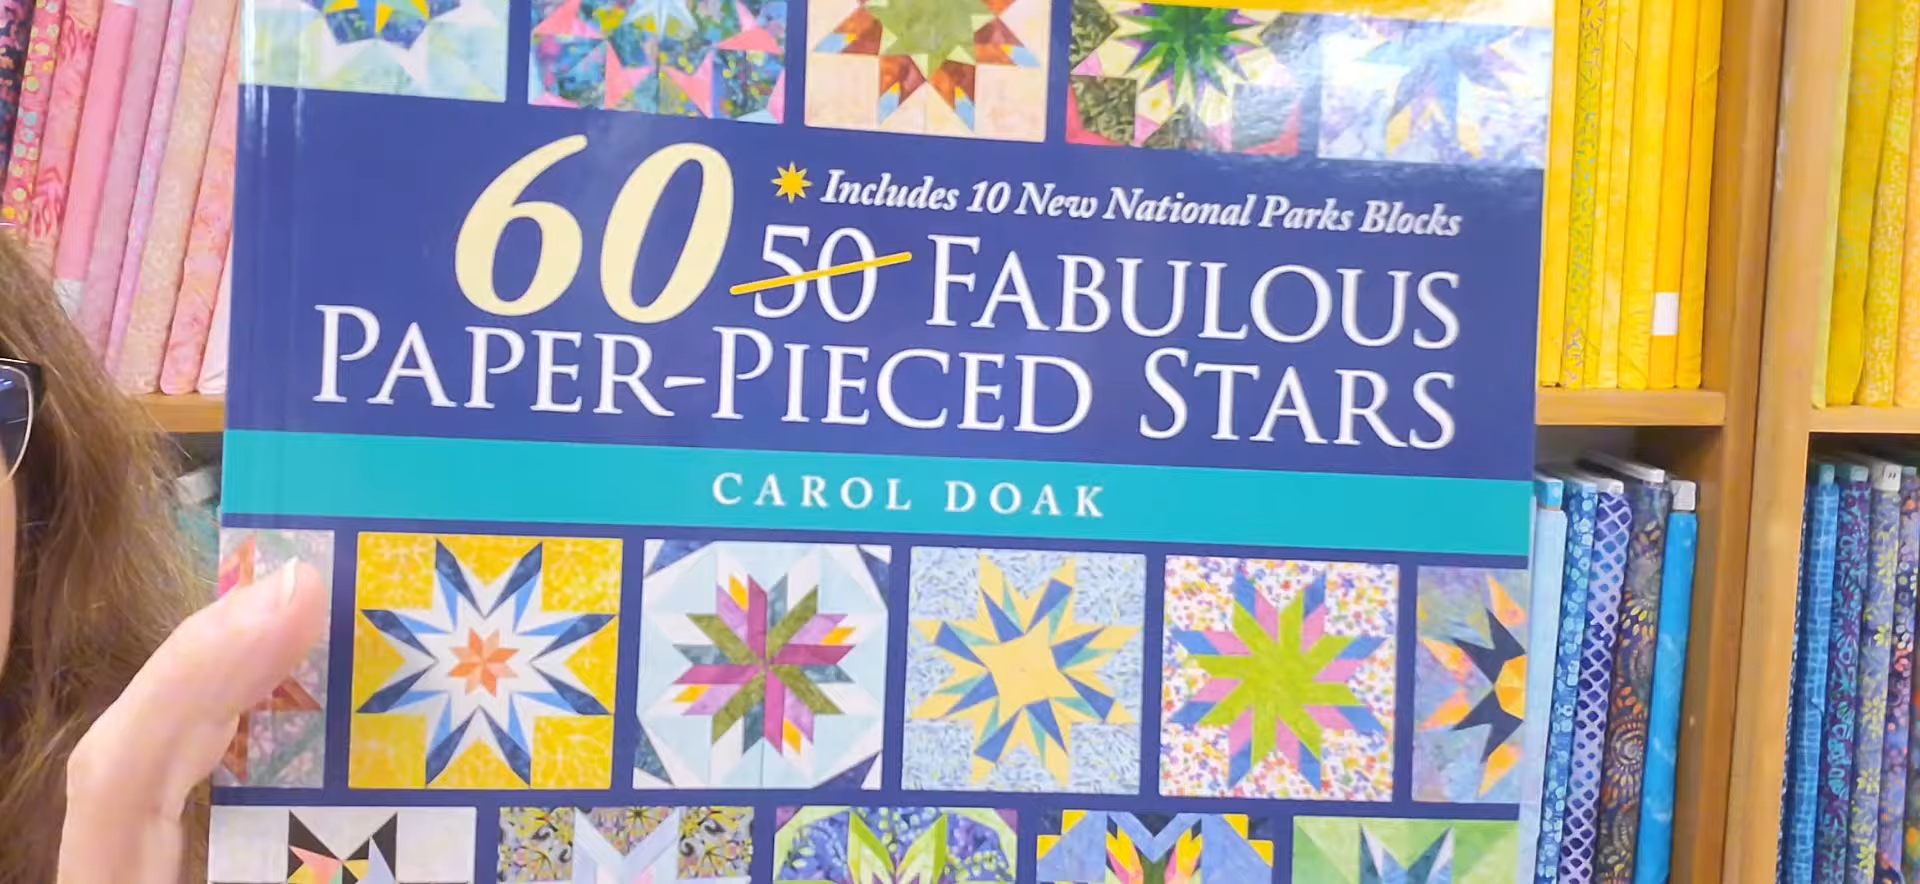 Includes 10 New National Parks Blocks
60 50 FABULOUS
PAPER-PIECED STARS
CAROL DOAK